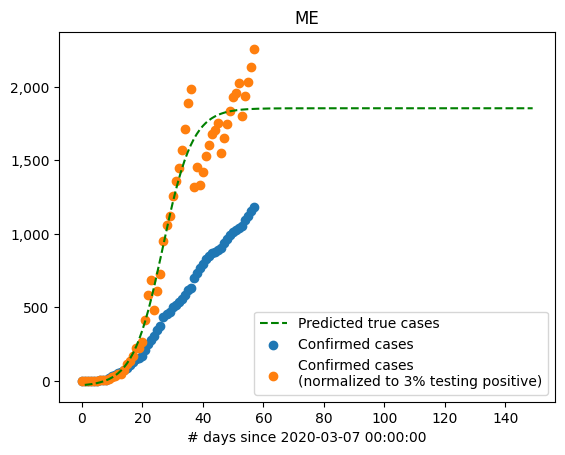 ME
2,000
1,500
1,000
500
0
Predicted true cases
Confirmed cases
Confirmed cases
(normalized to 3% testing positive)
0 20 40 60 80 100 120 140
# days since 2020-03-07 00:00:00